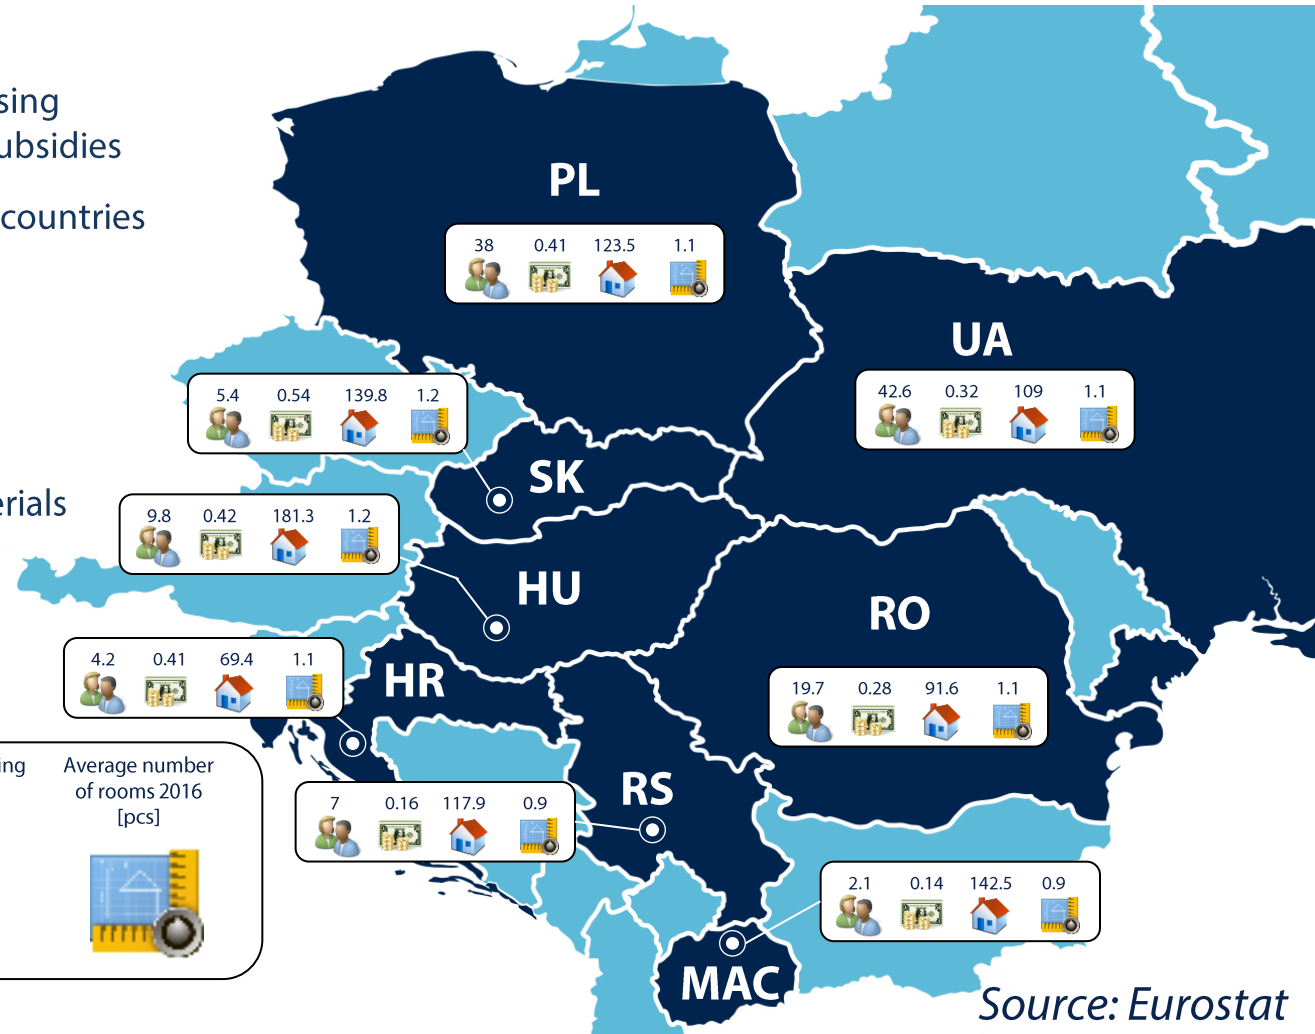 sing
ubsidies
countries
PL
38 0.41 123.5 1.1
UA
42.6 0.32 109 1.1
5.4 0.54 139.8 1.2
SK
erials
9.8 0.42 181.3 1.2
HU
RO
4.2 0.41 69.4 1.1
HR
19.7 0.28 91.6 1.1
ing
Average number
of rooms 2016
[pcs]
RS
7 0.16 117.9 0.9
2.1 0.14 142.5 0.9
MAC
Source: Eurostat